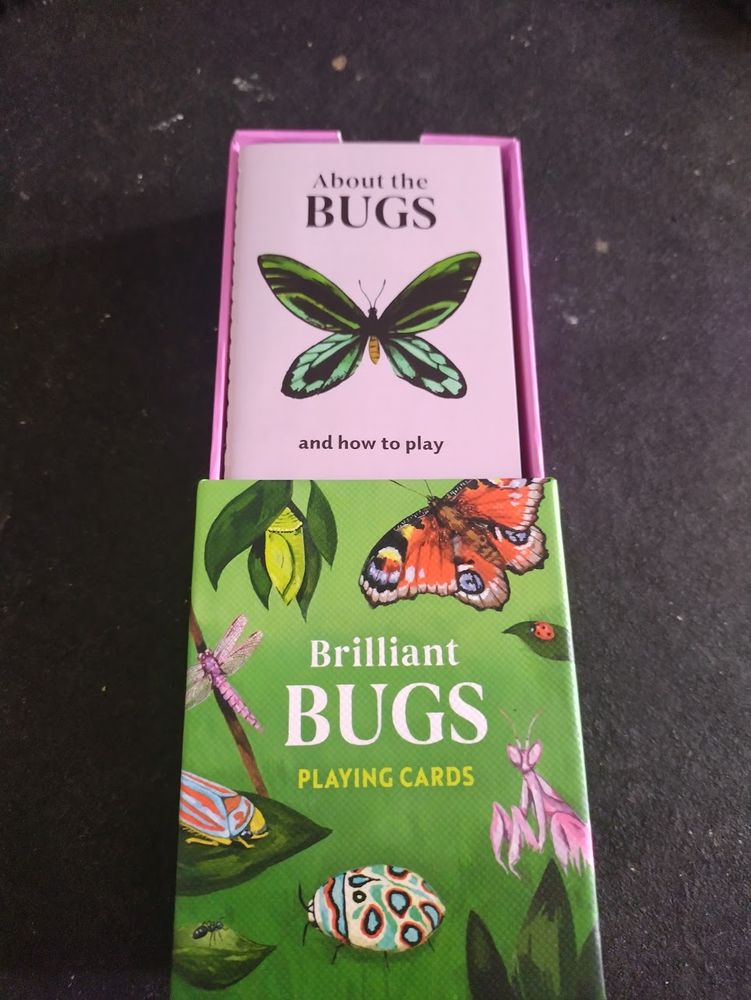 About the
BUGS
and how to play
Brilliant
BUGS
PLAYING CARDS